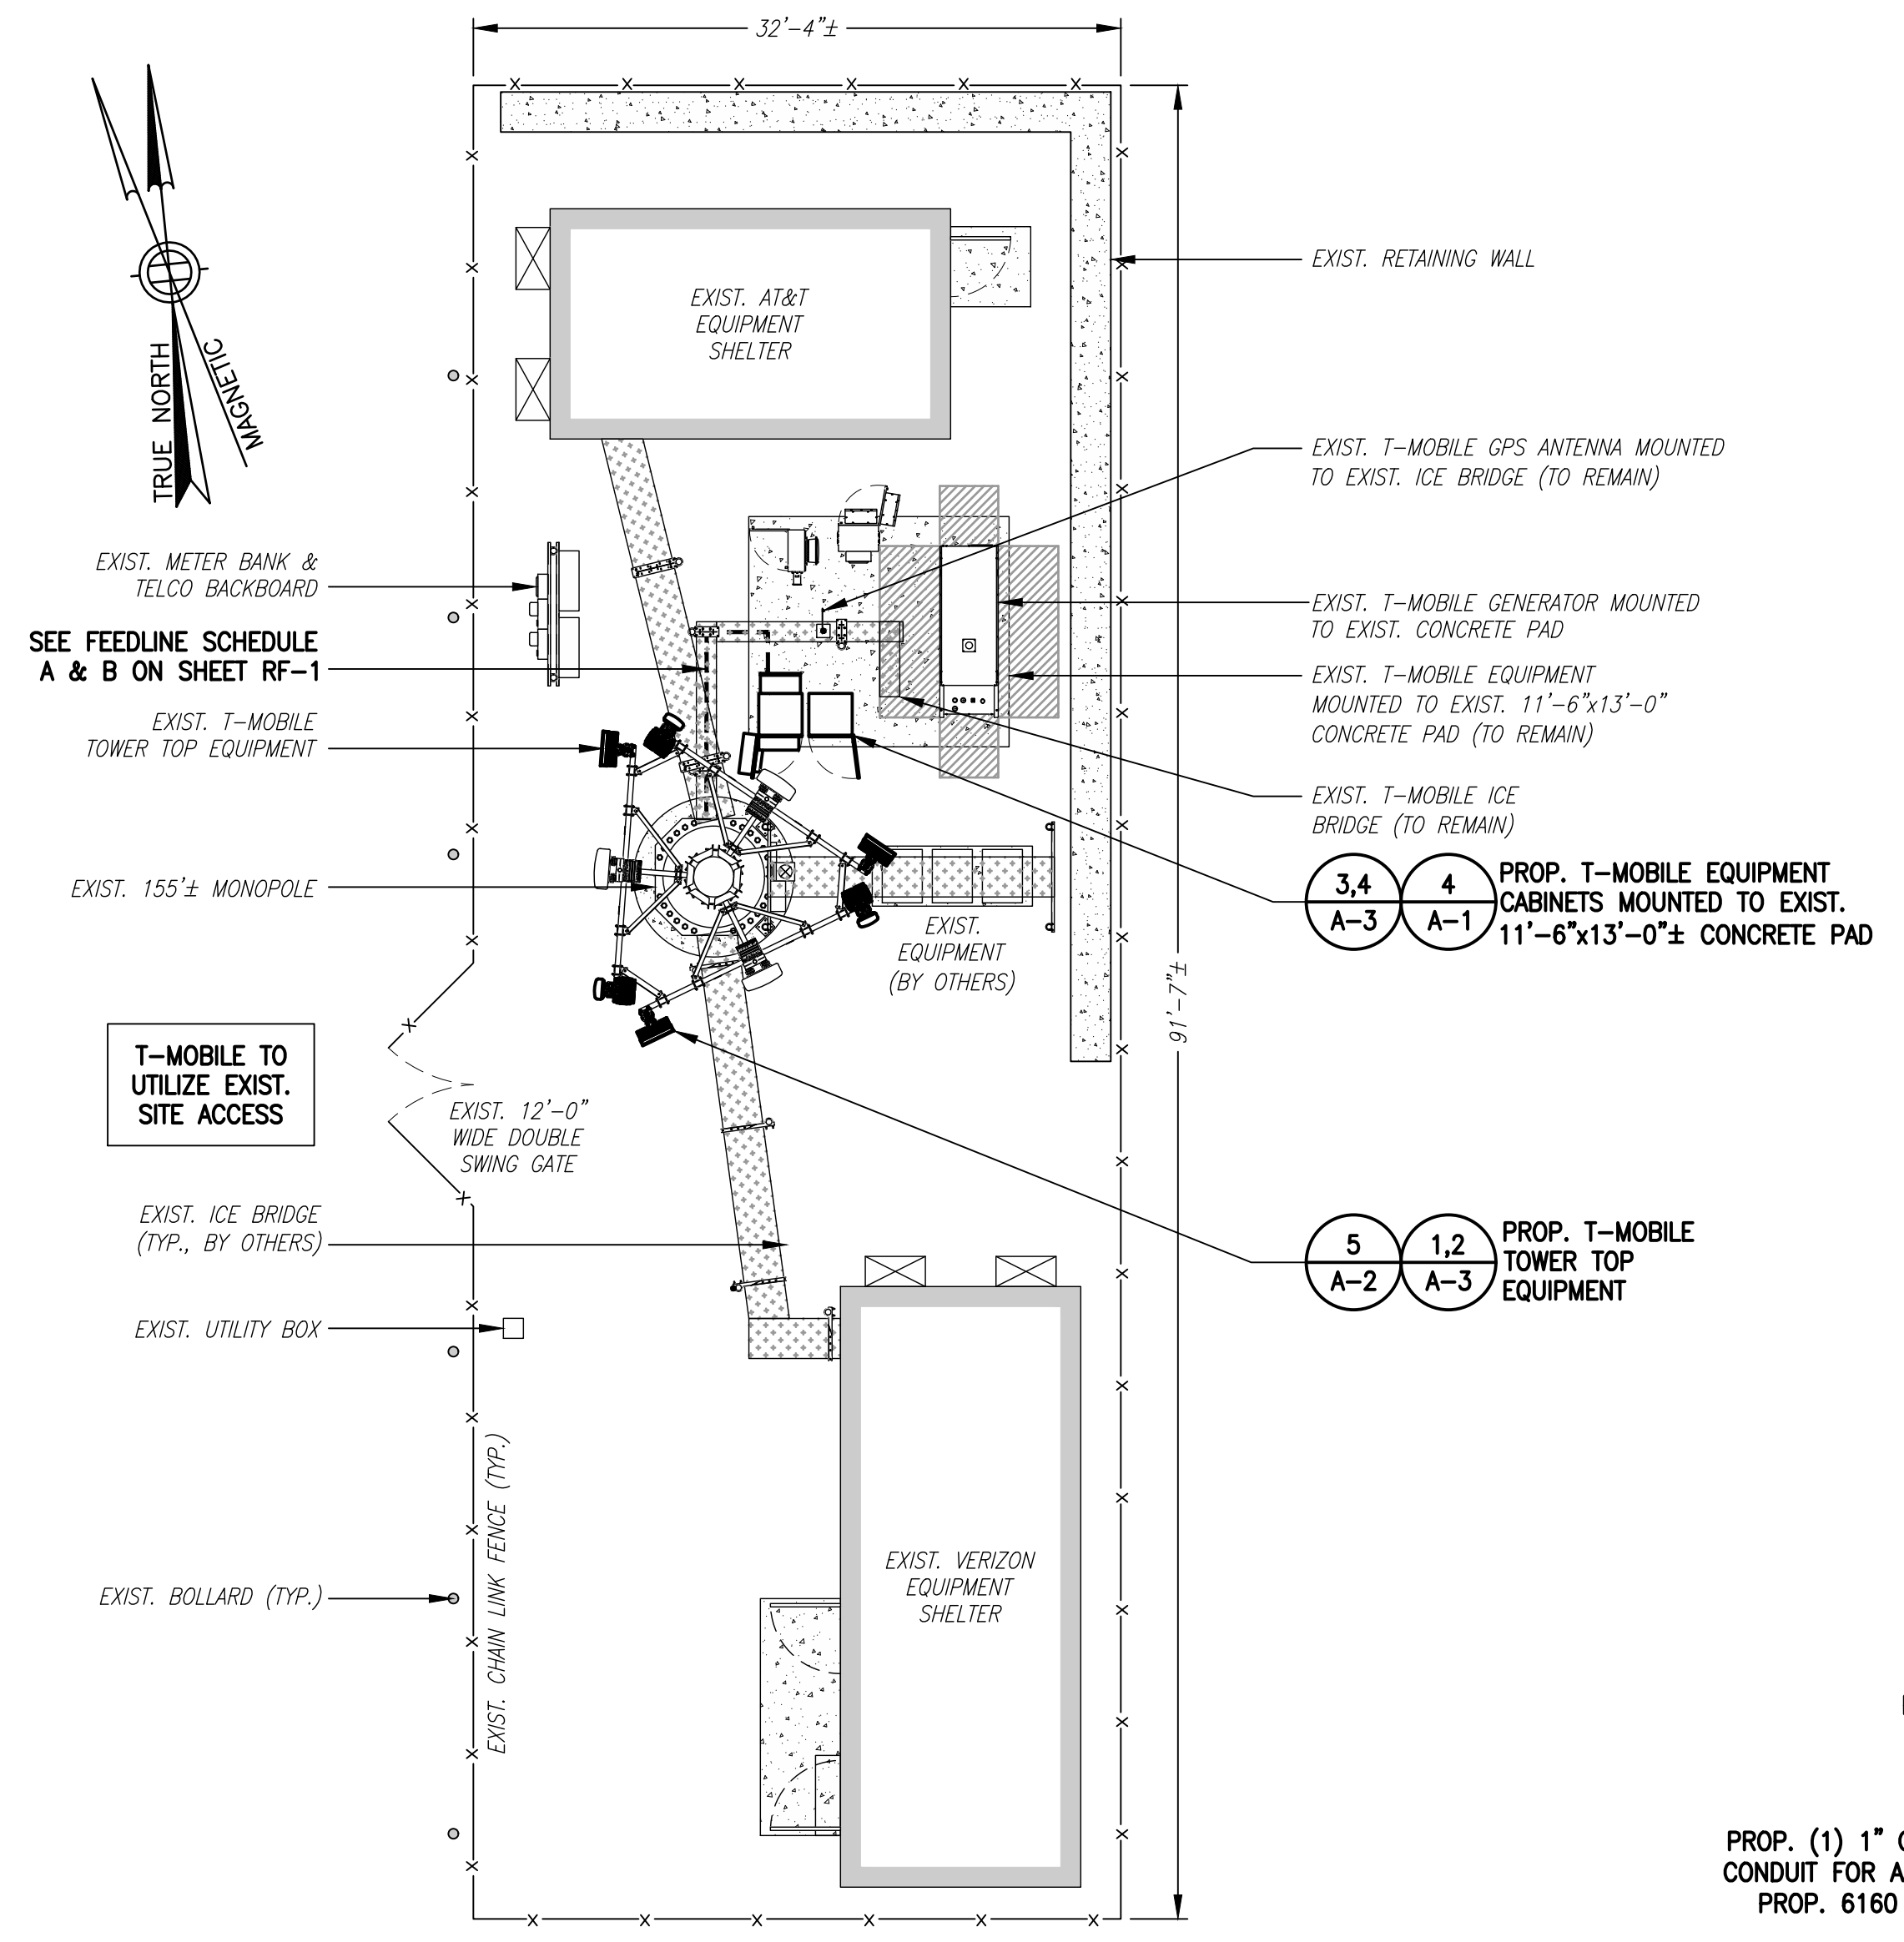 32'-4"±
TRUE NORTH
MAGNETIC
EXIST. AT&T
EQUIPMENT
SHELTER
EXIST. RETAINING WALL
EXIST. T-MOBILE GPS ANTENNA MOUNTED
TO EXIST. ICE BRIDGE (TO REMAIN)
EXIST. METER BANK &
TELCO BACKBOARD
EXIST. T-MOBILE GENERATOR MOUNTED
TO EXIST. CONCRETE PAD
SEE FEEDLINE SCHEDULE
A & B ON SHEET RF-1
EXIST. T-MOBILE EQUIPMENT
MOUNTED TO EXIST. 11'-6"x13'-0"
CONCRETE PAD (TO REMAIN)
EXIST. T-MOBILE
TOWER TOP EQUIPMENT
EXIST. T-MOBILE ICE
BRIDGE (TO REMAIN)
EXIST. 155'± MONOPOLE
3,4
A-3
4
A-1
PROP. T-MOBILE EQUIPMENT
CABINETS MOUNTED TO EXIST.
11'-6"x13'-0"± CONCRETE PAD
EXIST.
EQUIPMENT
(BY OTHERS)
91'-7"±
T-MOBILE TO
UTILIZE EXIST.
SITE ACCESS
EXIST. 12'-0"
WIDE DOUBLE
SWING GATE
EXIST. ICE BRIDGE
(TYP., BY OTHERS)
5
A-2
1,2
A-3
PROP. T-MOBILE
TOWER TOP
EQUIPMENT
EXIST. UTILITY BOX
EXIST. CHAIN LINK FENCE (TYP.)
EXIST. VERIZON
EQUIPMENT
SHELTER
EXIST. BOLLARD (TYP.)
PROP. (1) 1"
CONDUIT FOR A
PROP. 6160